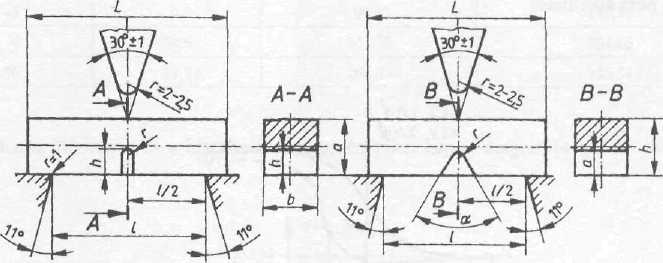 L
30°±1
A
r=2-2,5
A-A
r
h
r=1
a
h
A
l/2
b
11°
l
11°
L
30°±1
B
r=2-2,5
B-B
r
a
h
B
l/2
11°
α
l
11°